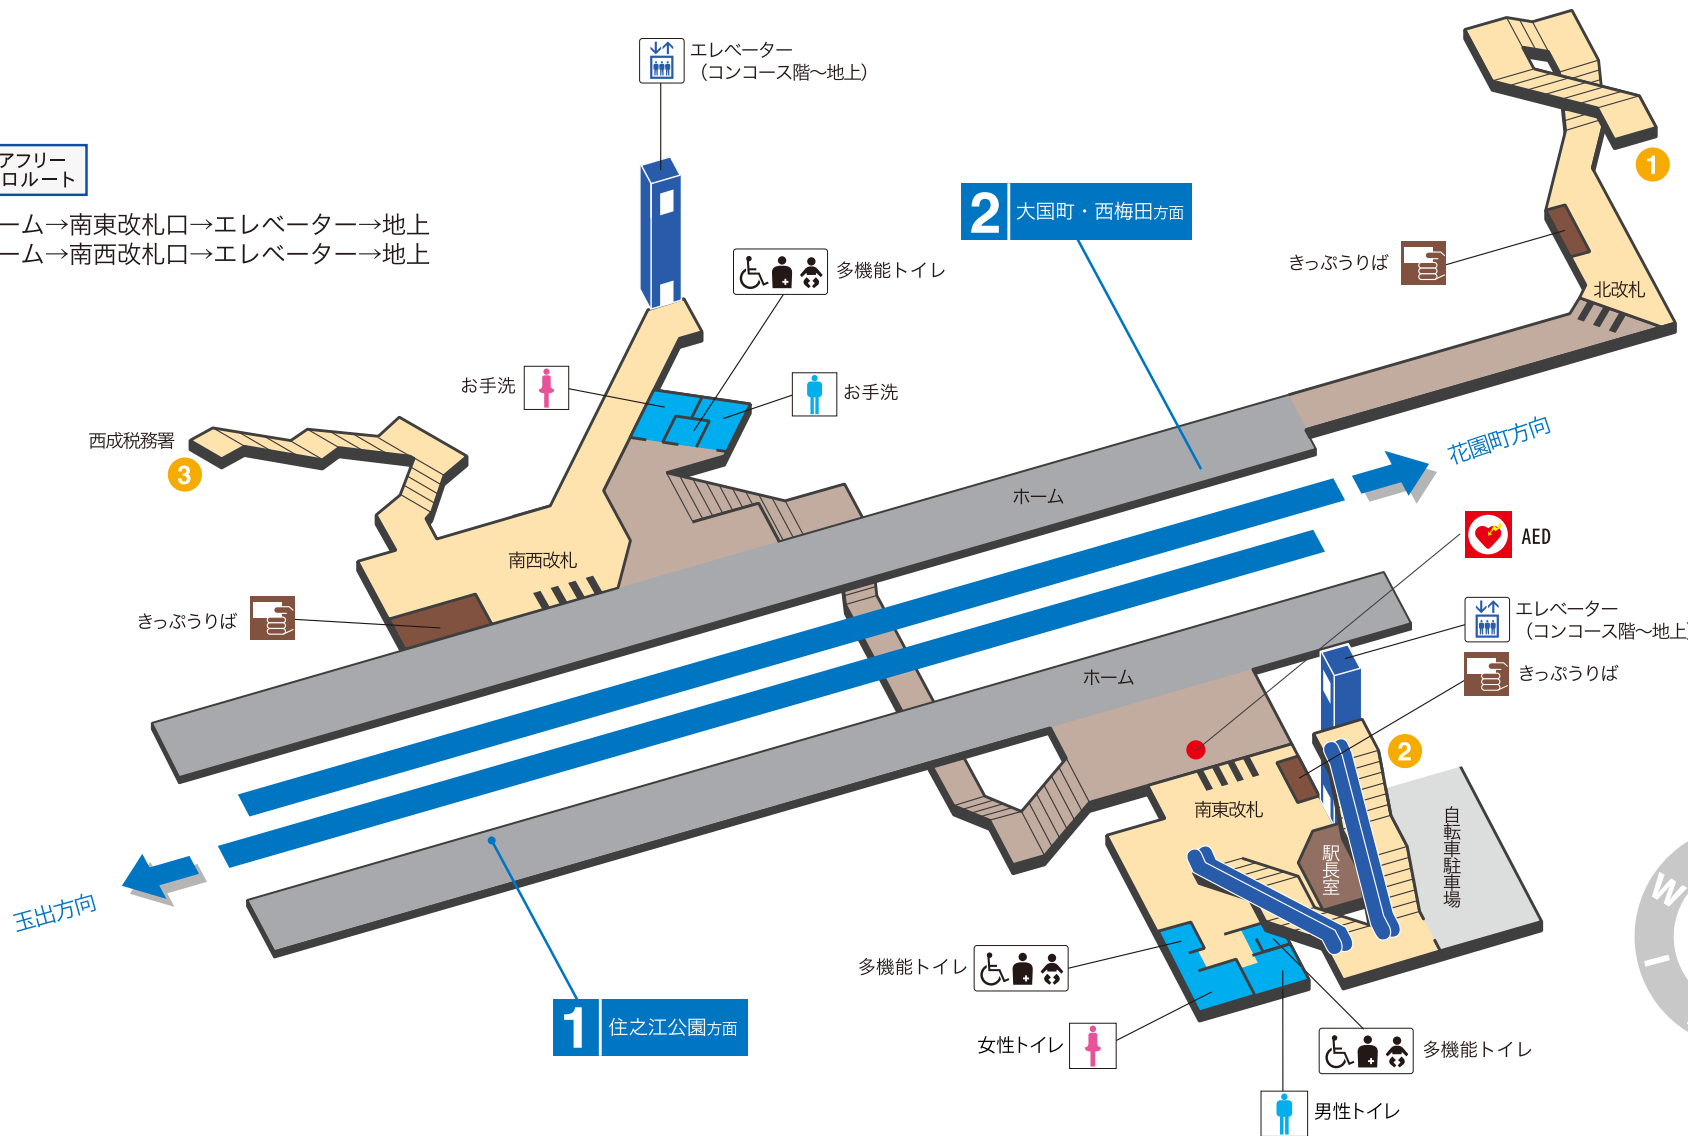 エレベーター
（コンコース階～地上）
アフリー
ロルート
ーム→南東改札口→エレベーター→地上
ーム→南西改札口→エレベーター→地上
1
2 大国町・西梅田方面
多機能トイレ
きっぷうりば
北改札
お手洗
お手洗
西成税務署
3
花園町方向
ホーム
AED
南西改札
きっぷうりば
エレベーター
（コンコース階～地上）
ホーム
きっぷうりば
2
南東改札
自転車駐車場
駅長室
玉出方向
W
多機能トイレ
1 住之江公園方面
女性トイレ
多機能トイレ
男性トイレ